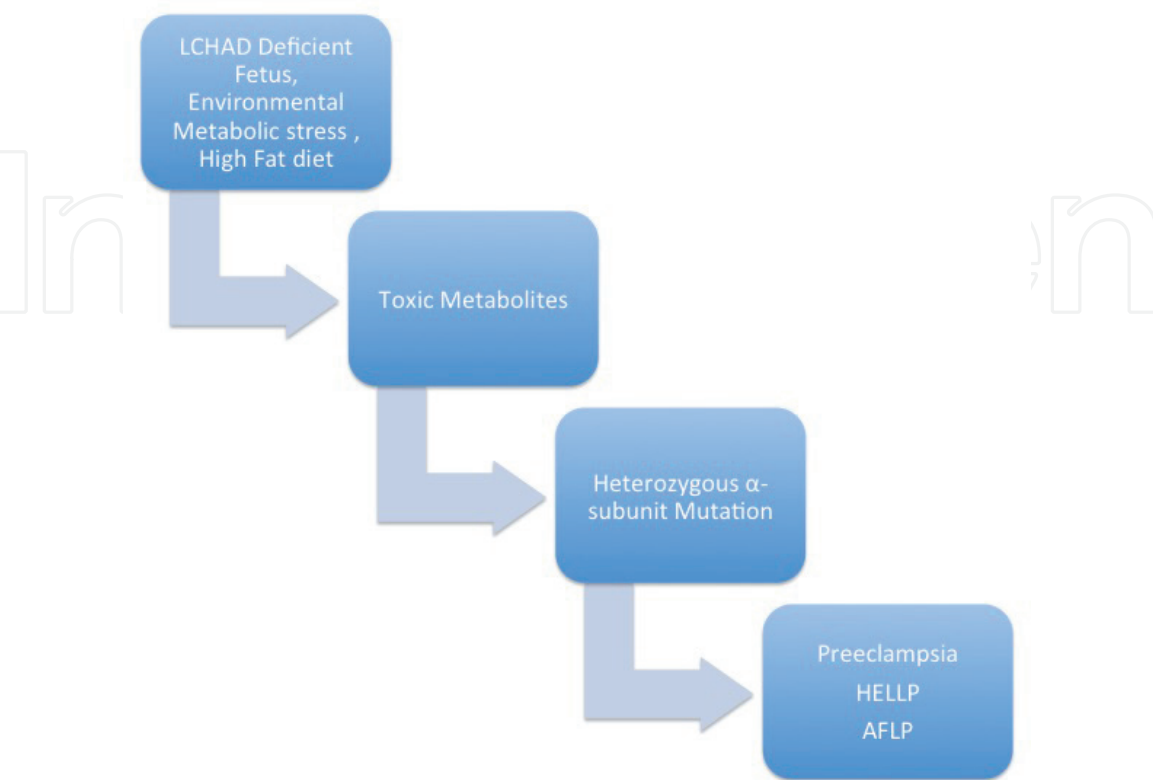 LCHAD Deficient
Fetus,
Environmental
Metabolic stress ,
High Fat diet
Toxic Metabolites
Heterozygous α-
subunit Mutation
Preeclampsia
HELLP
AFLP